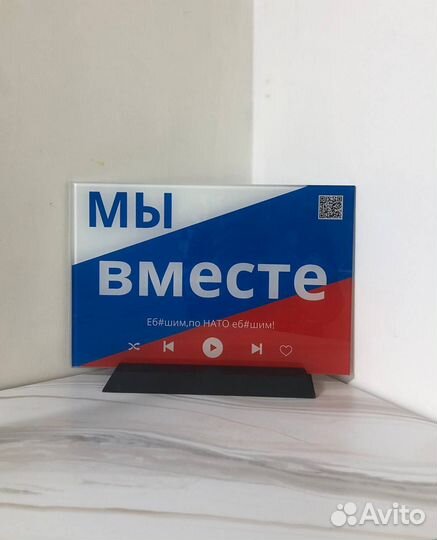 Мы
вместе
Еб#шим,по НАТО еб#шим!
Avito